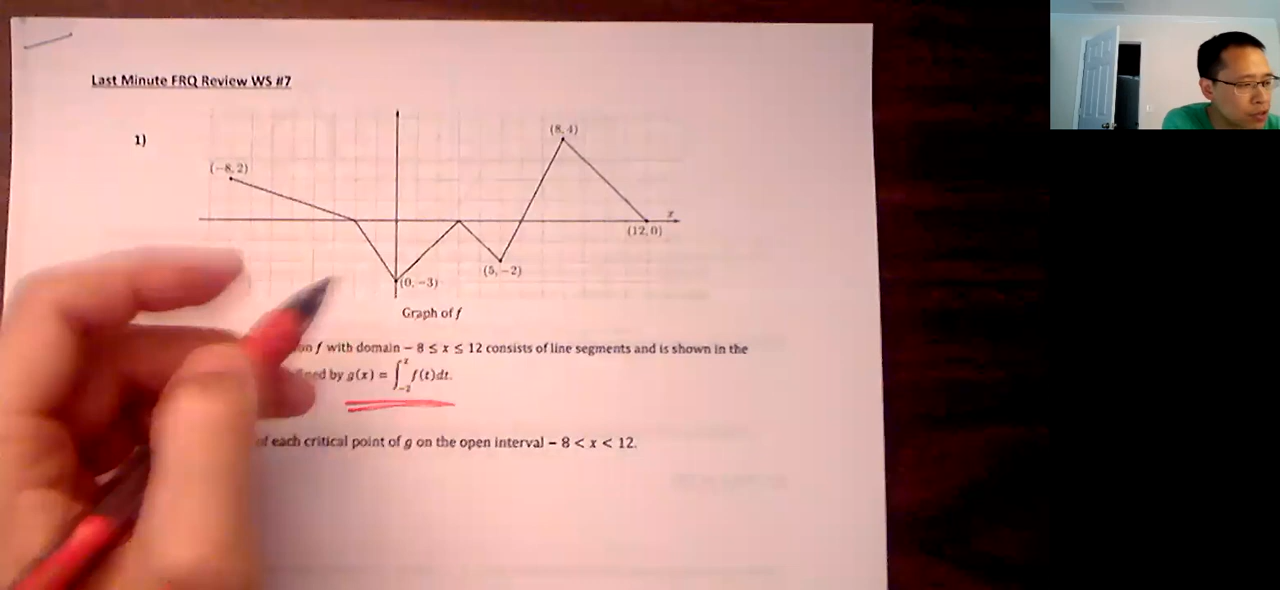 Last Minute FRQ Review WS #7
1)
(8, 4)
(−8, 2)
x
(12, 0)
(5, −2)
(0, −3)
Graph of f
f with domain − 8 ≤ x ≤ 12 consists of line segments and is shown in the
by g(x) = ∫₋₂ˣ f(t)dt.
of each critical point of g on the open interval − 8 < x < 12.